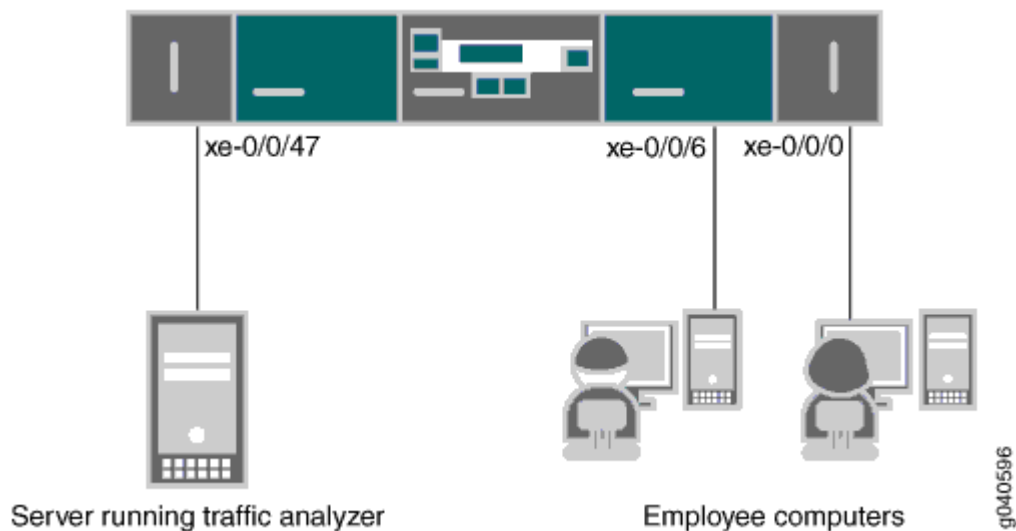 xe-0/0/47
xe-0/0/6
xe-0/0/0
Server running traffic analyzer
Employee computers
g040596